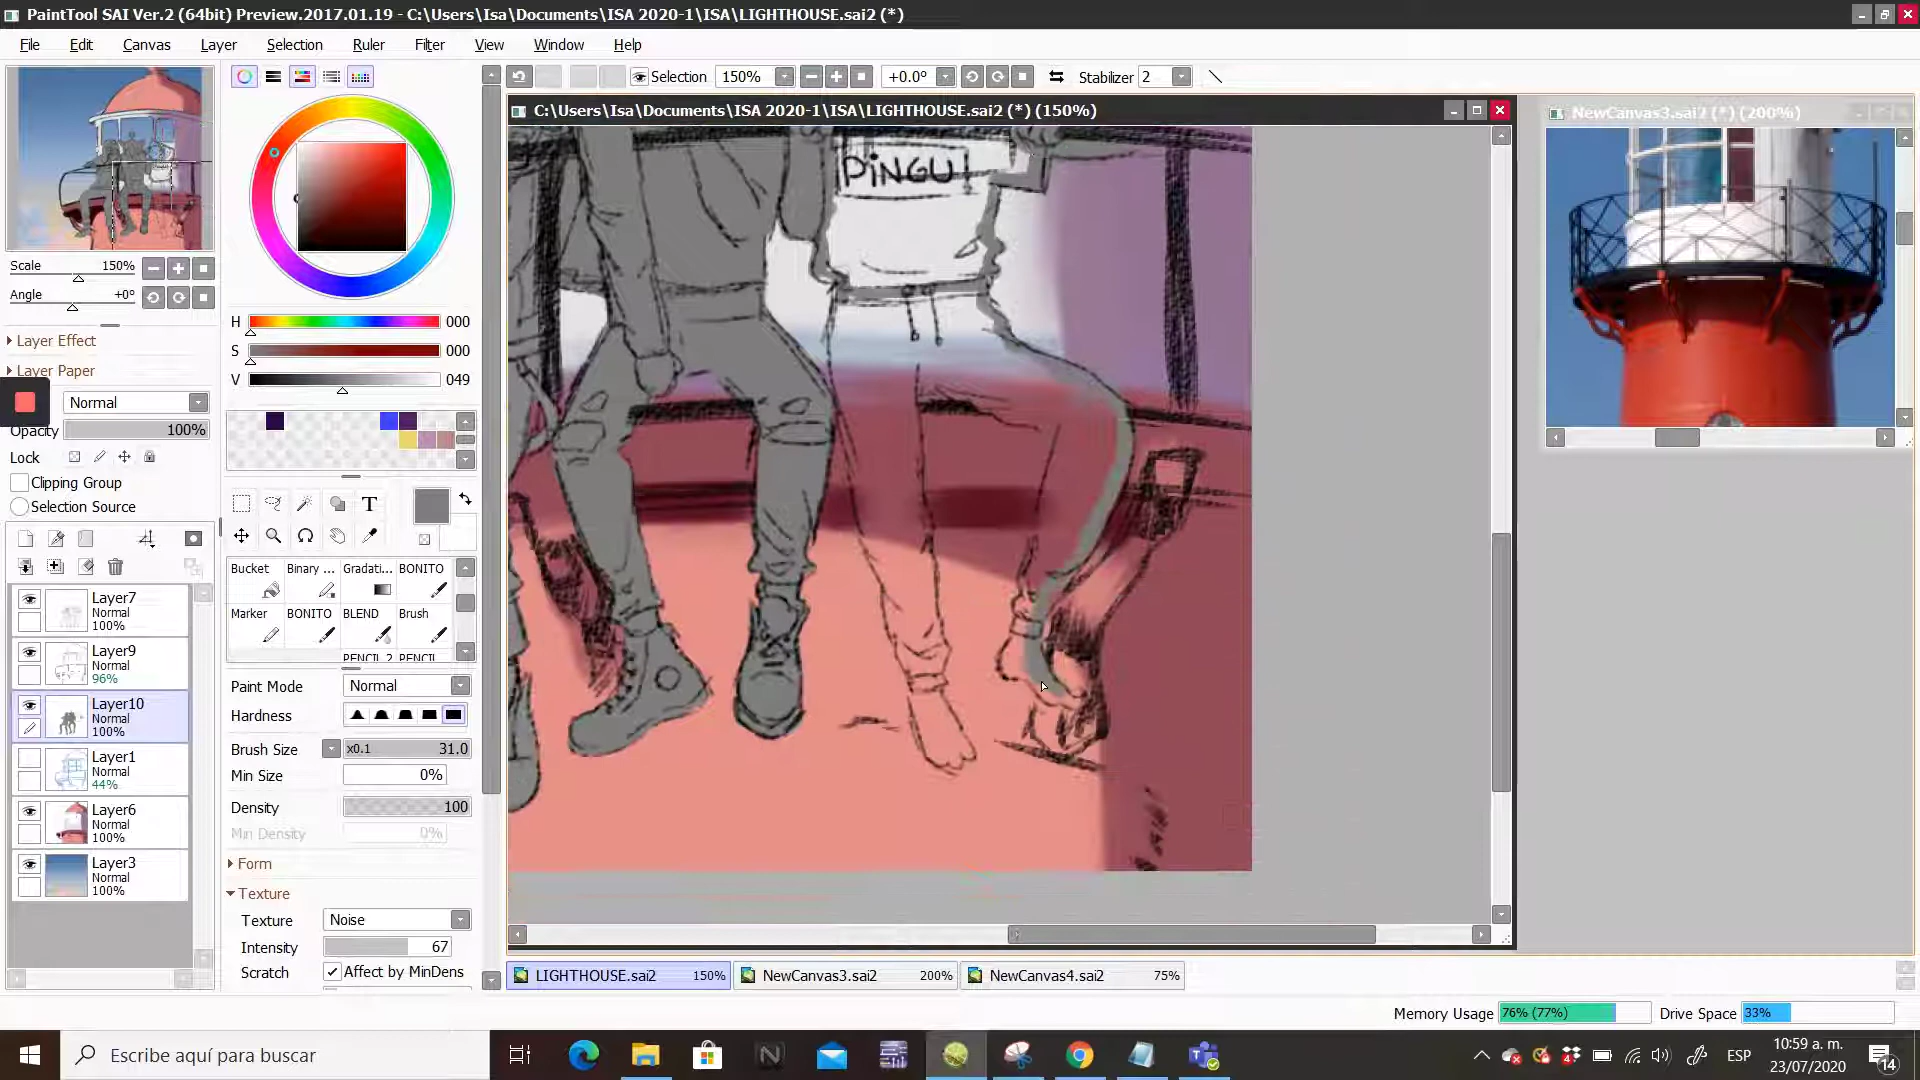 PaintTool SAI Ver.2 (64bit) Preview.2017.01.19 - C:\Users\Isa\Documents\ISA 2020-1\ISA\LIGHTHOUSE.sai2 (*)
File Edit Canvas Layer Selection Ruler Filter View Window Help
Selection 150% +0.0° Stabilizer 2
C:\Users\Isa\Documents\ISA 2020-1\ISA\LIGHTHOUSE.sai2 (*) (150%)
NewCanvas3.sai2 (*) (200%)
PiNGU!
Scale 150%
Angle +0°
Layer Effect
Layer Paper
Normal
Opacity 100%
Lock
Clipping Group
Selection Source
Layer7
Normal
100%
Layer9
Normal
96%
Layer10
Normal
100%
Layer1
Normal
44%
Layer6
Normal
100%
Layer3
Normal
100%
H 000
S 000
V 049
T
Bucket Binary ... Gradati... BONITO
Marker BONITO BLEND Brush
PENCIL 2 PENCIL
Paint Mode Normal
Hardness
Brush Size x0.1 31.0
Min Size 0%
Density 100
Min Density 0%
Form
Texture
Texture Noise
Intensity 67
Scratch Affect by MinDens
LIGHTHOUSE.sai2 150% NewCanvas3.sai2 200% NewCanvas4.sai2 75%
Memory Usage 76% (77%) Drive Space 33%
Escribe aquí para buscar
ESP
10:59 a. m.
23/07/2020
14